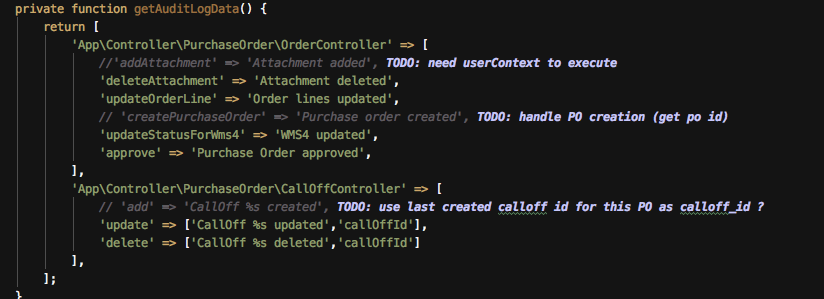 private function getAuditLogData() {
return [
'App\Controller\PurchaseOrder\OrderController' => [
//'addAttachment' => 'Attachment added', TODO: need userContext to execute
'deleteAttachment' => 'Attachment deleted',
'updateOrderLine' => 'Order lines updated',
// 'createPurchaseOrder' => 'Purchase order created', TODO: handle PO creation (get po id)
'updateStatusForWms4' => 'WMS4 updated',
'approve' => 'Purchase Order approved',
],
'App\Controller\PurchaseOrder\CallOffController' => [
// 'add' => 'CallOff %s created', TODO: use last created calloff id for this PO as calloff_id ?
'update' => ['CallOff %s updated','callOffId'],
'delete' => ['CallOff %s deleted','callOffId']
],
];
}